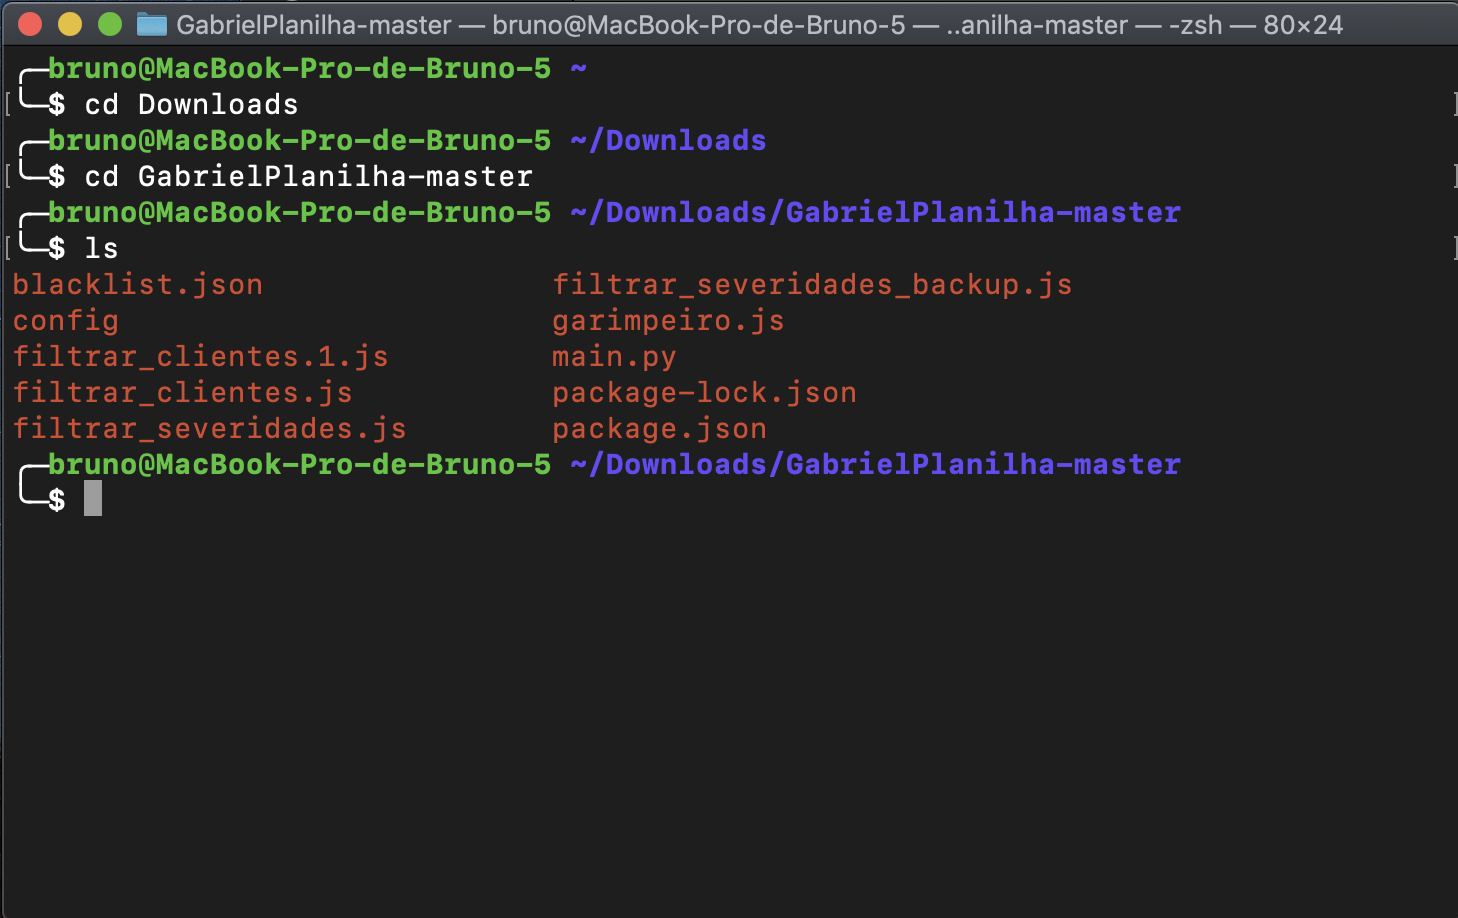 GabrielPlanilha-master — bruno@MacBook-Pro-de-Bruno-5 — ..anilha-master — -zsh — 80×24
bruno@MacBook-Pro-de-Bruno-5 ~
$ cd Downloads
bruno@MacBook-Pro-de-Bruno-5 ~/Downloads
$ cd GabrielPlanilha-master
bruno@MacBook-Pro-de-Bruno-5 ~/Downloads/GabrielPlanilha-master
$ ls
blacklist.json filtrar_severidades_backup.js
config garimpeiro.js
filtrar_clientes.1.js main.py
filtrar_clientes.js package-lock.json
filtrar_severidades.js package.json
bruno@MacBook-Pro-de-Bruno-5 ~/Downloads/GabrielPlanilha-master
$